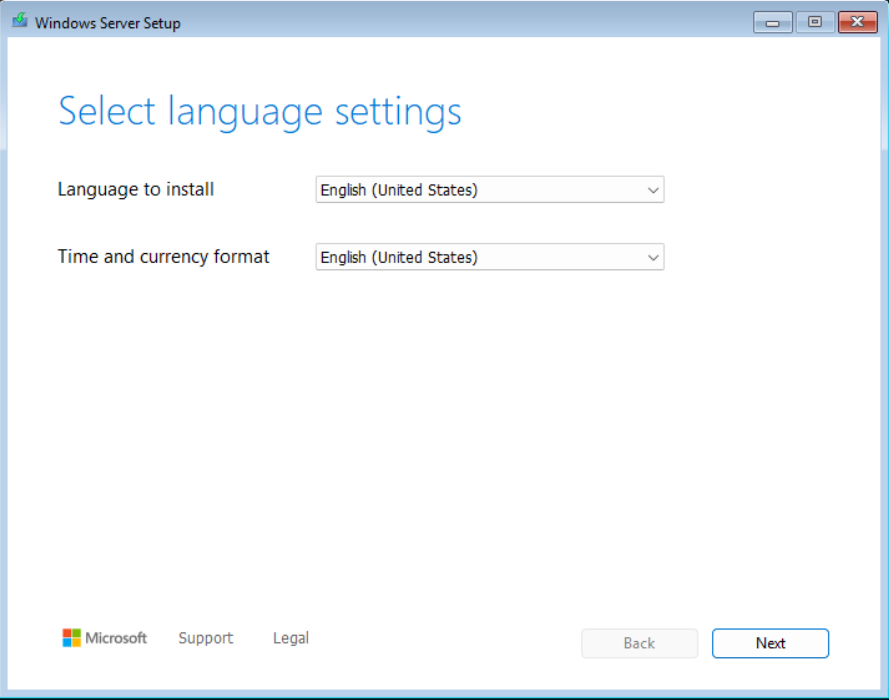 Windows Server Setup
Select language settings
Language to install English (United States)
Time and currency format English (United States)
Microsoft Support Legal Back Next